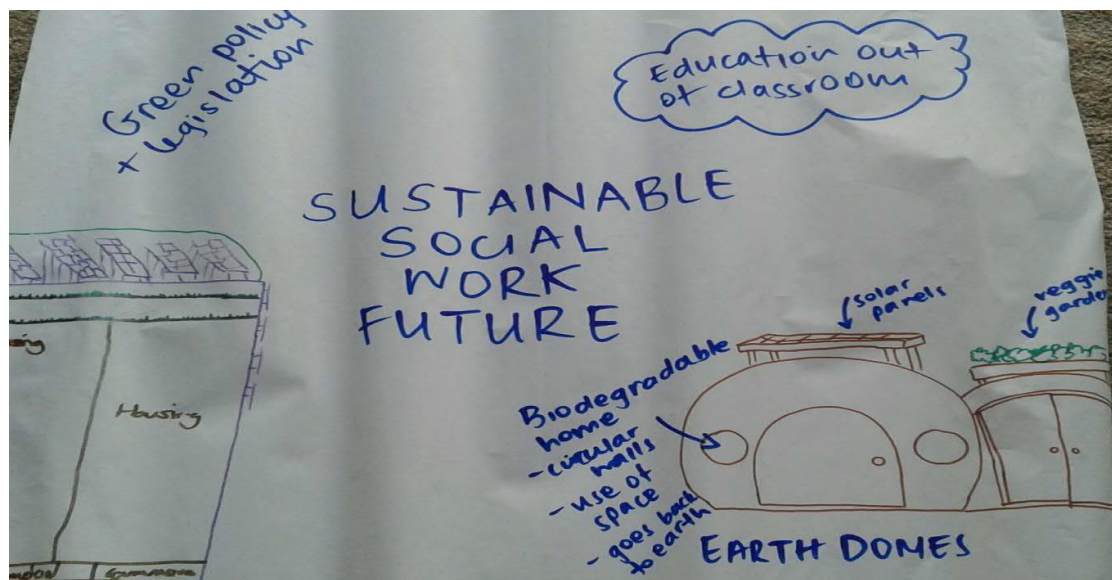 Green policy
+ legislation
Education out
of classroom
SUSTAINABLE
SOCIAL
WORK
FUTURE
solar
panels
veggie
garden
Biodegradable
home
- circular
walls
- use of
space
- goes back
to earth
EARTH DOMES
Housing